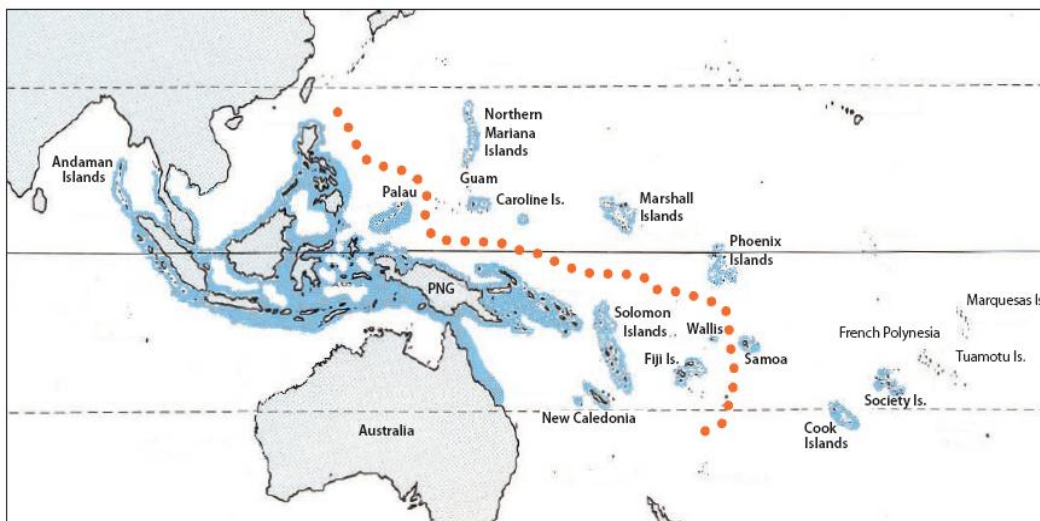 Northern
Mariana
Islands
Andaman
Islands
Guam
Palau
Caroline Is.
Marshall
Islands
Phoenix
Islands
PNG
Solomon
Islands
Wallis
Marquesas Is
French Polynesia
Fiji Is.
Samoa
Tuamotu Is.
Society Is.
New Caledonia
Cook
Islands
Australia